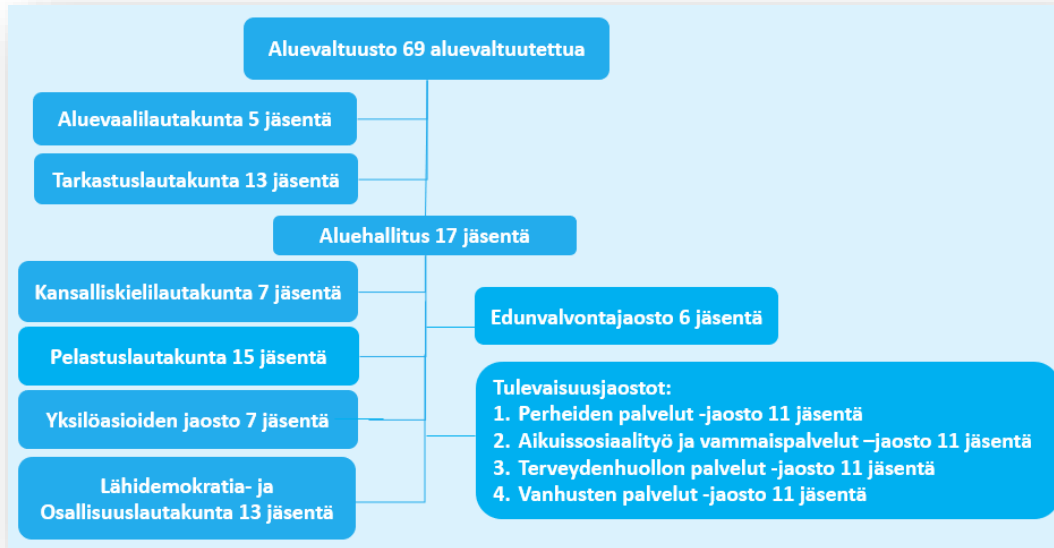 Aluevaltuusto 69 aluevaltuutettua
Aluevaalilautakunta 5 jäsentä
Tarkastuslautakunta 13 jäsentä
Aluehallitus 17 jäsentä
Kansalliskielilautakunta 7 jäsentä
Edunvalvontajaosto 6 jäsentä
Pelastuslautakunta 15 jäsentä
Yksilöasioiden jaosto 7 jäsentä
Lähidemokratia- ja
Osallisuuslautakunta 13 jäsentä
Tulevaisuusjaostot:
1. Perheiden palvelut -jaosto 11 jäsentä
2. Aikuissosiaalityö ja vammaispalvelut –jaosto 11 jäsentä
3. Terveydenhuollon palvelut -jaosto 11 jäsentä
4. Vanhusten palvelut -jaosto 11 jäsentä